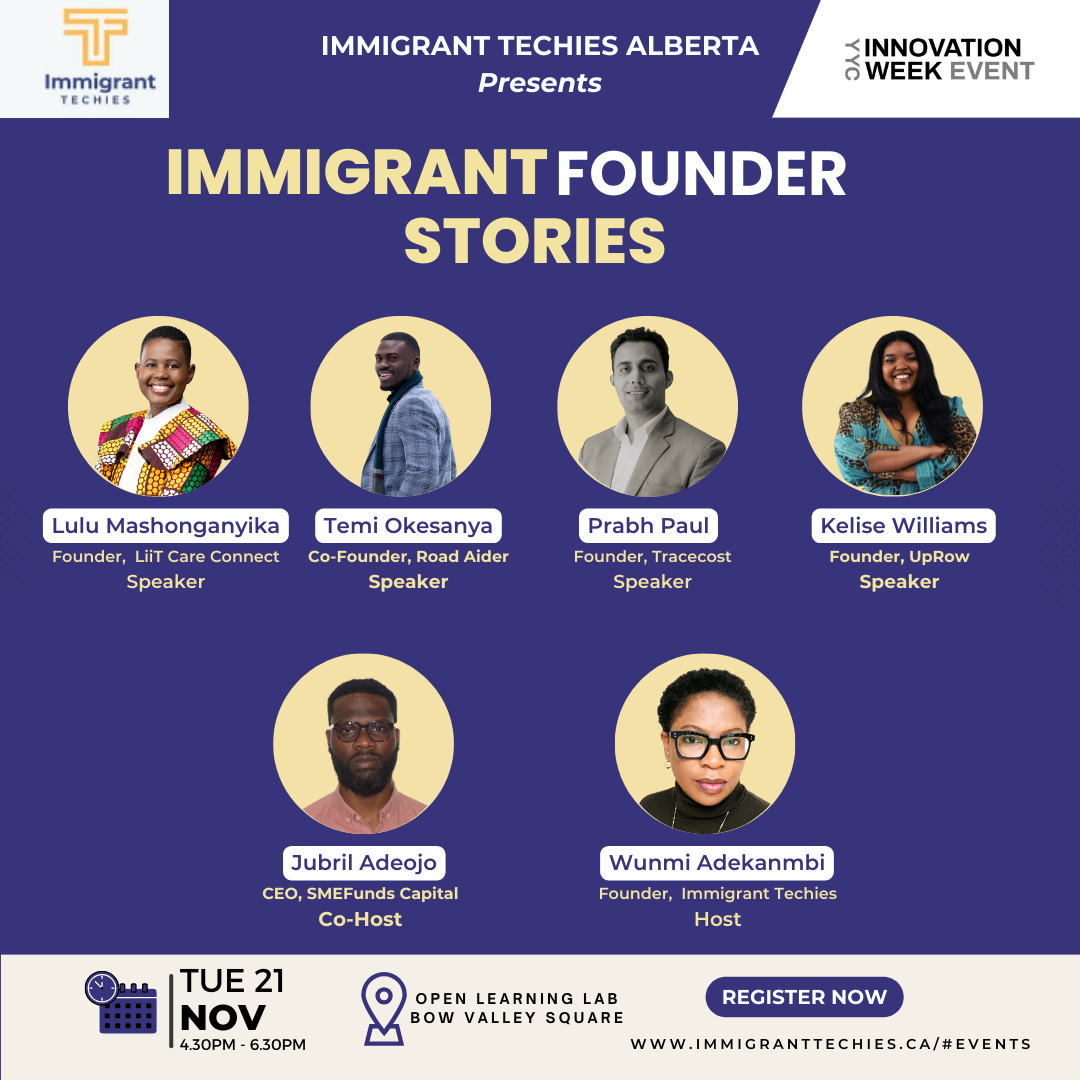 Immigrant
TECHIES
IMMIGRANT TECHIES ALBERTA
Presents
YYC
INNOVATION
WEEK EVENT
IMMIGRANT FOUNDER
STORIES
Lulu Mashonganyika
Founder, LiiT Care Connect
Speaker
Temi Okesanya
Co-Founder, Road Aider
Speaker
Prabh Paul
Founder, Tracecost
Speaker
Kelise Williams
Founder, UpRow
Speaker
Jubril Adeojo
CEO, SMEFunds Capital
Co-Host
Wunmi Adekanmbi
Founder, Immigrant Techies
Host
TUE 21
NOV
4.30PM - 6.30PM
OPEN LEARNING LAB
BOW VALLEY SQUARE
REGISTER NOW
WWW.IMMIGRANTTECHIES.CA/#EVENTS